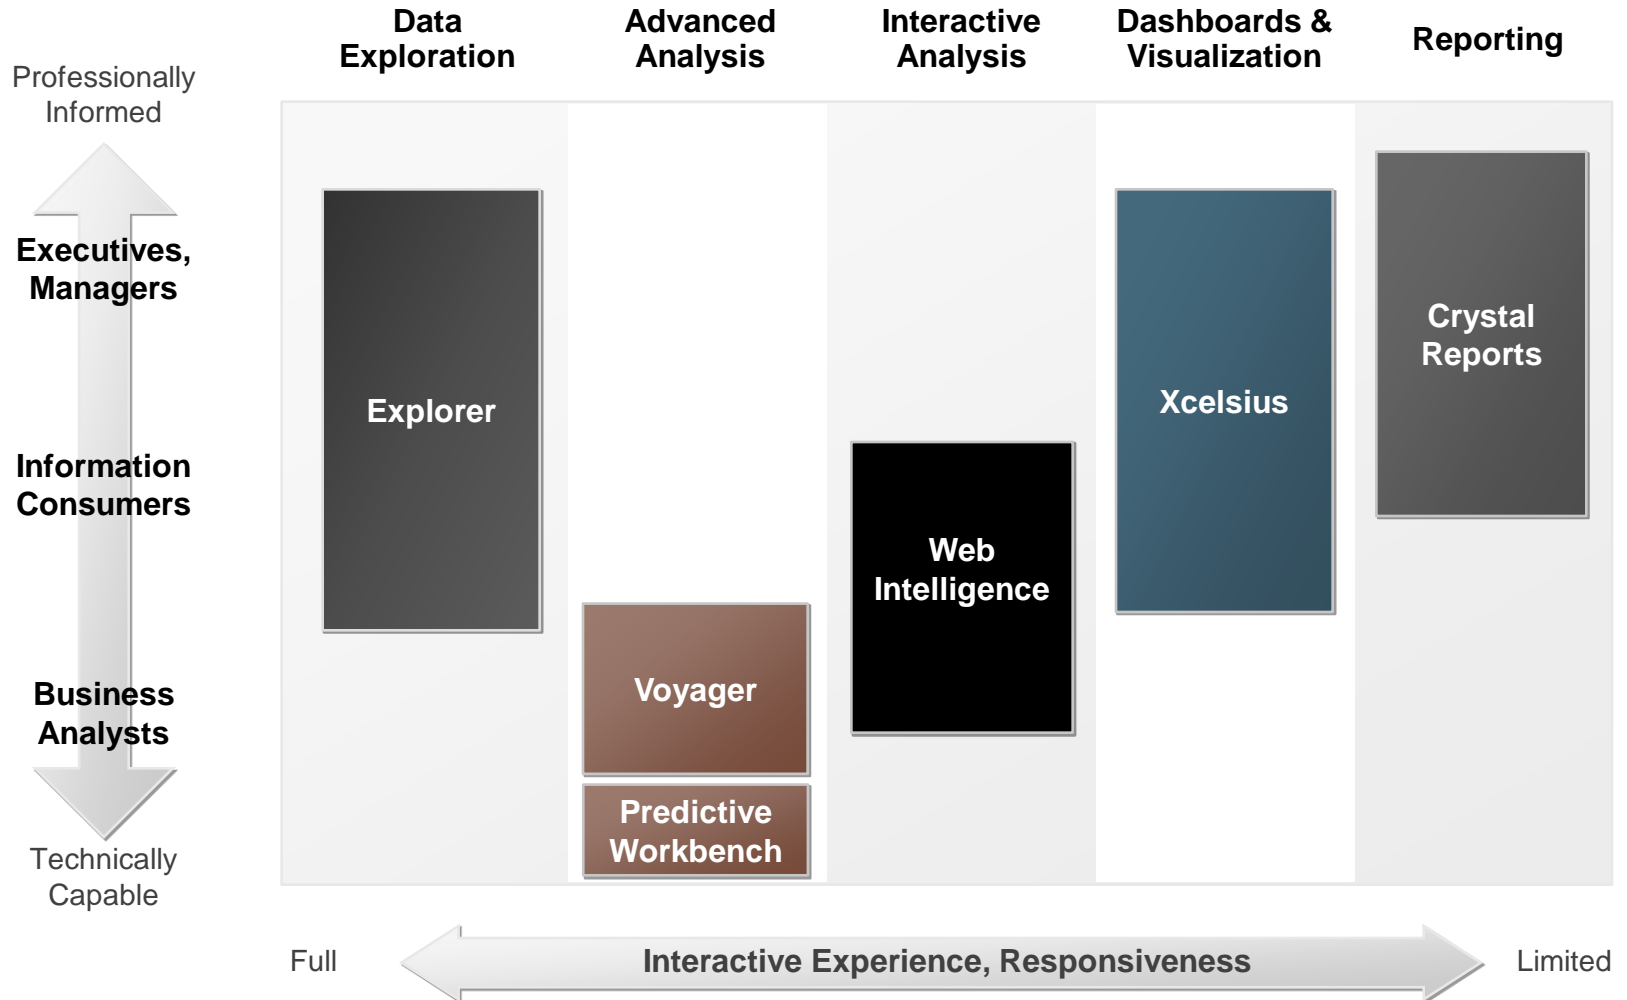 Data
Exploration
Advanced
Analysis
Interactive
Analysis
Dashboards &
Visualization
Reporting
Professionally
Informed
Executives,
Managers
Information
Consumers
Business
Analysts
Technically
Capable
Explorer
Voyager
Predictive
Workbench
Web
Intelligence
Xcelsius
Crystal
Reports
Full
Interactive Experience, Responsiveness
Limited